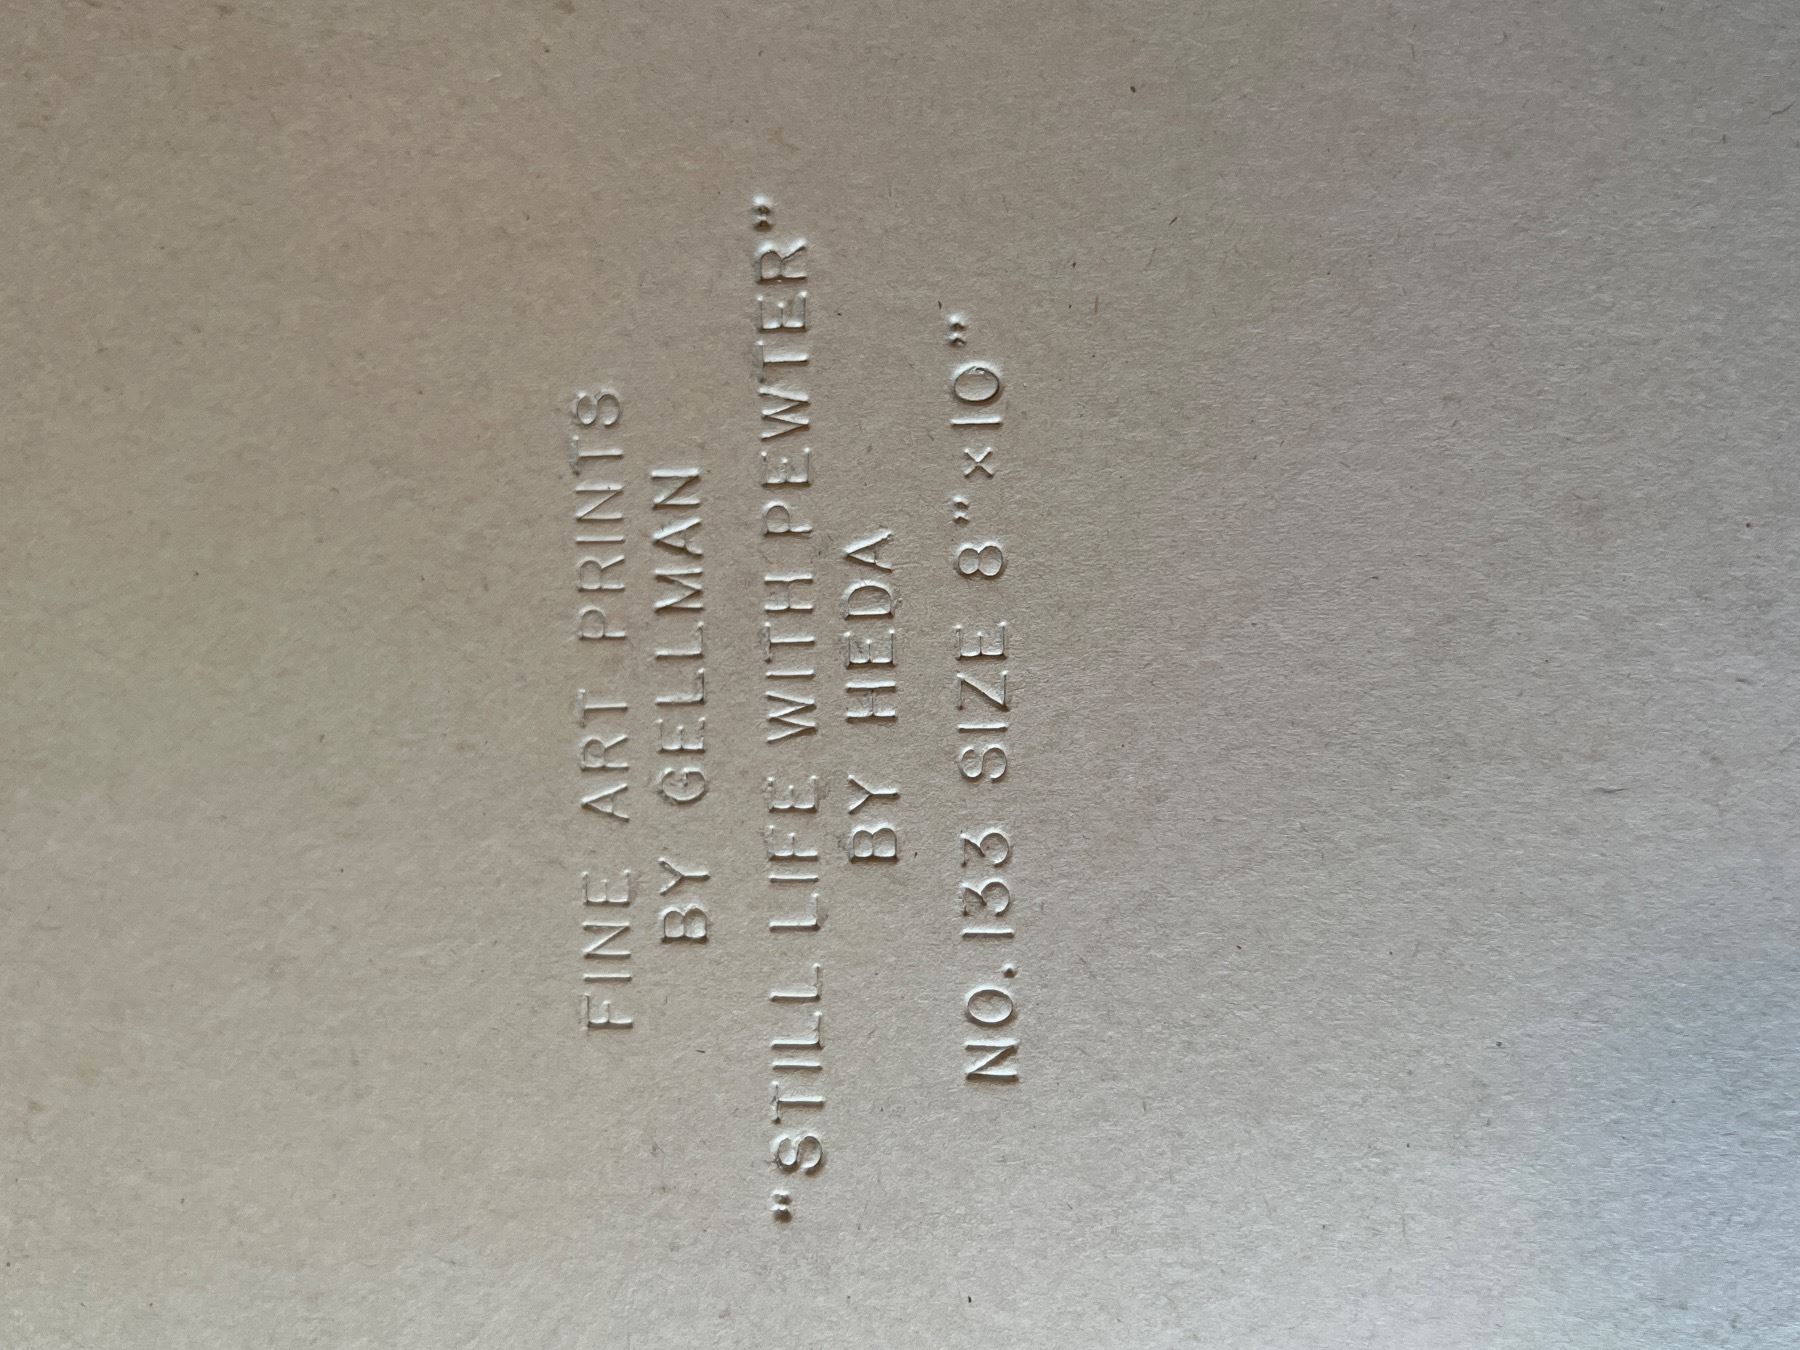 FINE ART PRINTS
BY GELLMAN
“STILL LIFE WITH PEWTER”
BY HEDA
NO. 133 SIZE 8” x 10”